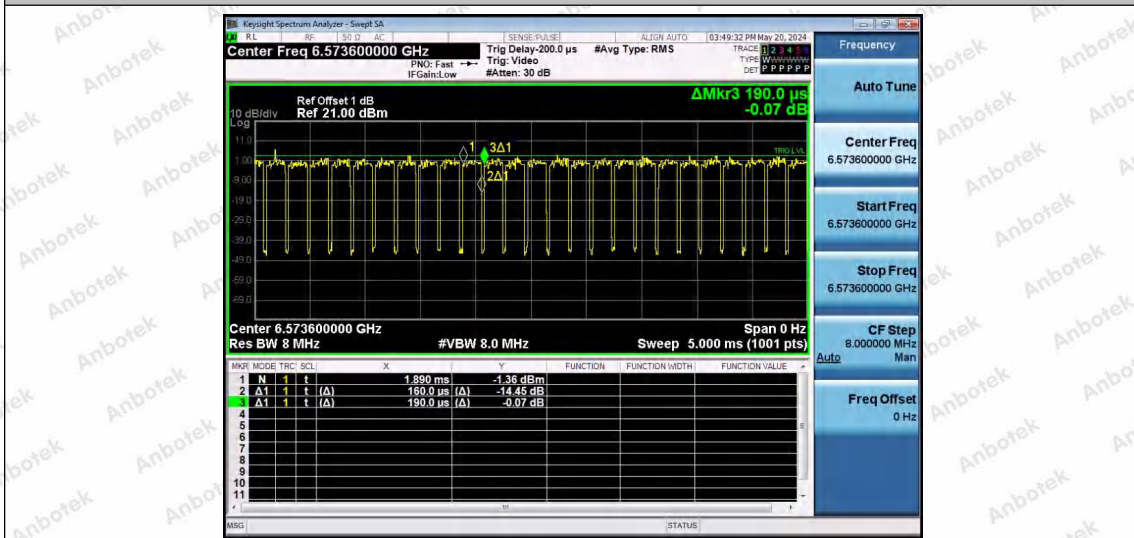 Keysight Spectrum Analyzer - Swept SA
RL RF 50 Ω AC SENSE:PULSE ALIGN AUTO 03:49:32 PM May 20, 2024
Center Freq 6.573600000 GHz
PNO: Fast
IFGain:Low
Trig Delay-200.0 µs
Trig: Video
#Atten: 30 dB
#Avg Type: RMS
TRACE 1 2 3 4 5 6
TYPE W
DET P P P P P P
ΔMkr3 190.0 µs
-0.07 dB
Ref Offset 1 dB
10 dB/div Ref 21.00 dBm
Log
11.0
1.00
-9.00
-19.0
-29.0
-39.0
-49.0
-59.0
-69.0
1
3Δ1
2Δ1
TRIG LVL
Center 6.573600000 GHz Span 0 Hz
Res BW 8 MHz #VBW 8.0 MHz Sweep 5.000 ms (1001 pts)
MKR MODE TRC SCL X Y FUNCTION FUNCTION WIDTH FUNCTION VALUE
1 N 1 t 1.890 ms -1.36 dBm
2 Δ1 1 t (Δ) 160.0 µs (Δ) -14.45 dB
3 Δ1 1 t (Δ) 190.0 µs (Δ) -0.07 dB
4
5
6
7
8
9
10
11
MSG STATUS
Frequency
Auto Tune
Center Freq
6.573600000 GHz
Start Freq
6.573600000 GHz
Stop Freq
6.573600000 GHz
CF Step
8.000000 MHz
Auto Man
Freq Offset
0 Hz
Anbotek